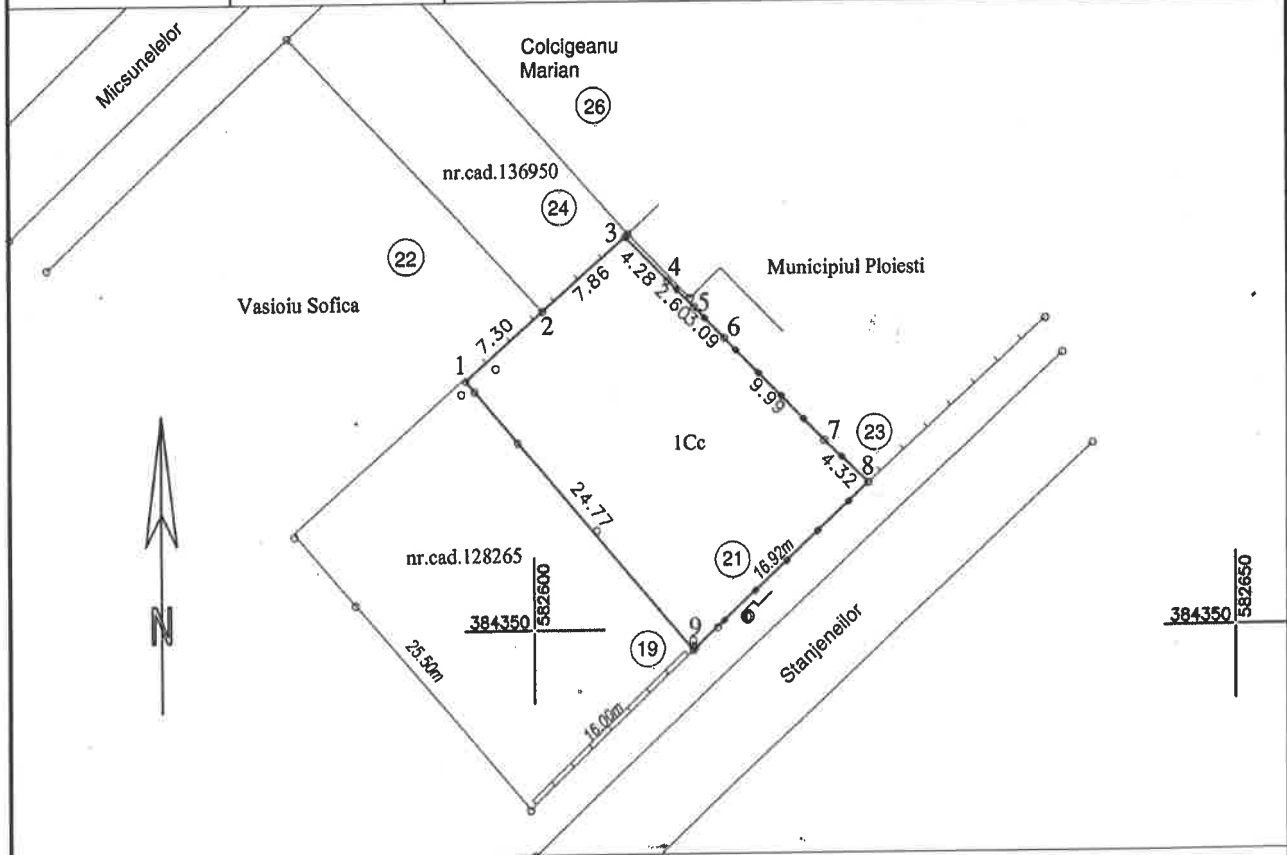 Micsunelelor
Colcigeanu
Marian
26
nr.cad.136950
24
3
22
4.28
4
7.86
Municipiul Ploiesti
2.60
5
Vasioiu Sofica
3.09
6
2
7.30
1
9.99
7
23
1Cc
8
4.32
24.77
nr.cad.128265
21
16.92m
582600
582650
384350
384350
9
N
19
Stanjeneilor
25.50m
16.00m